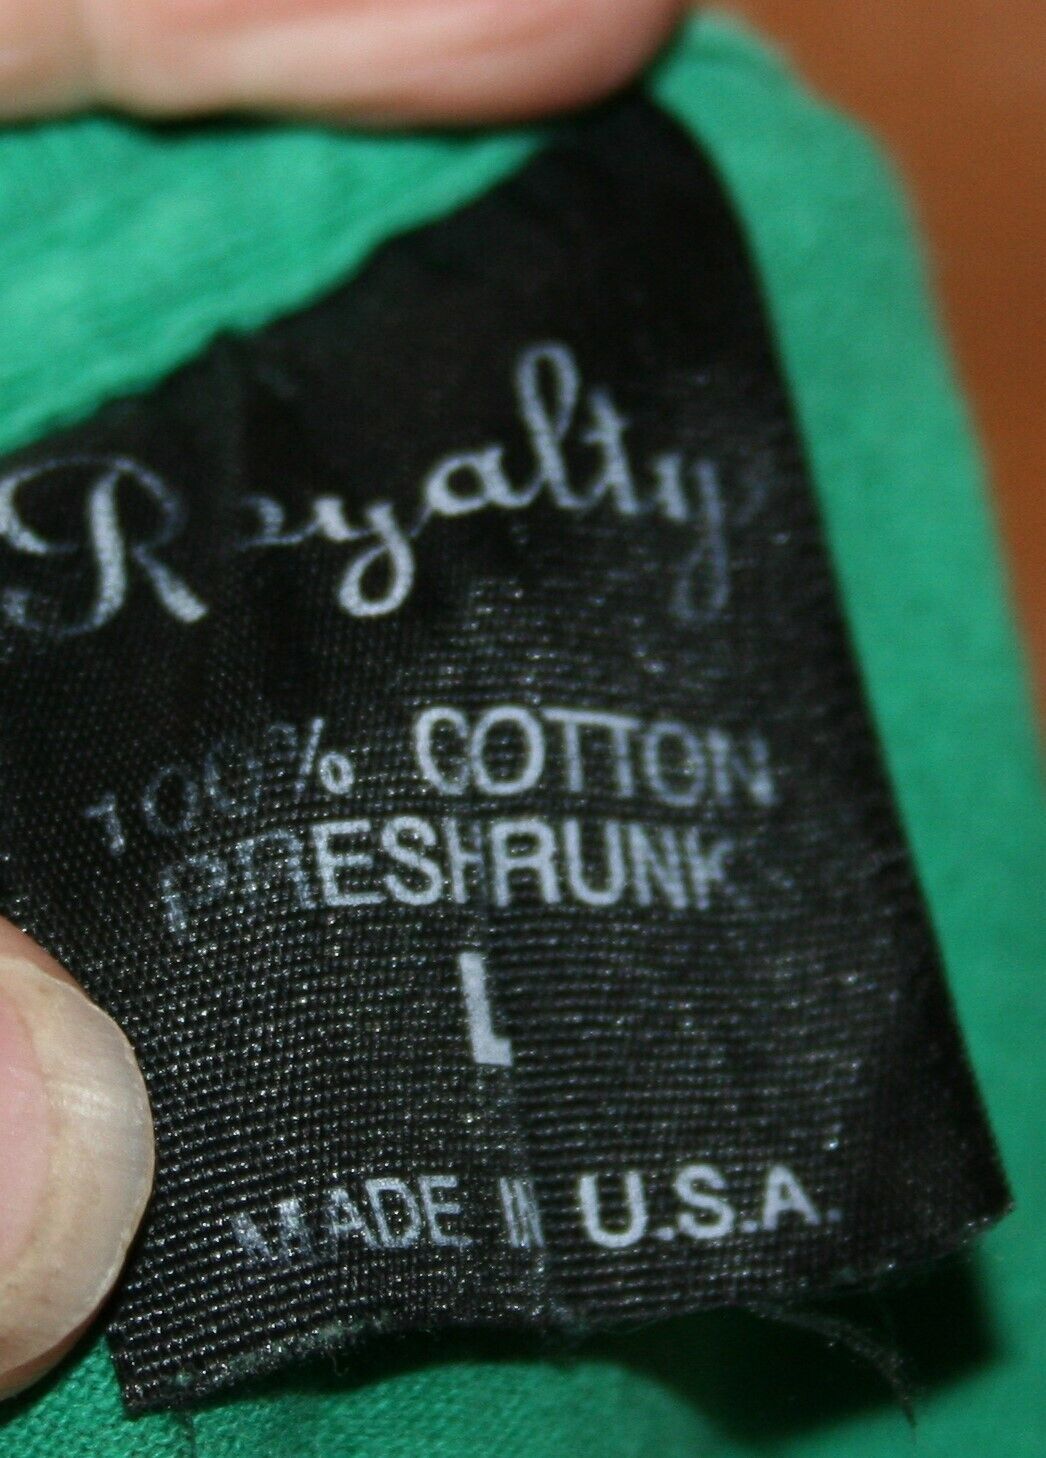 Royalty
100% COTTON
PRESHRUNK
L
MADE IN U.S.A.